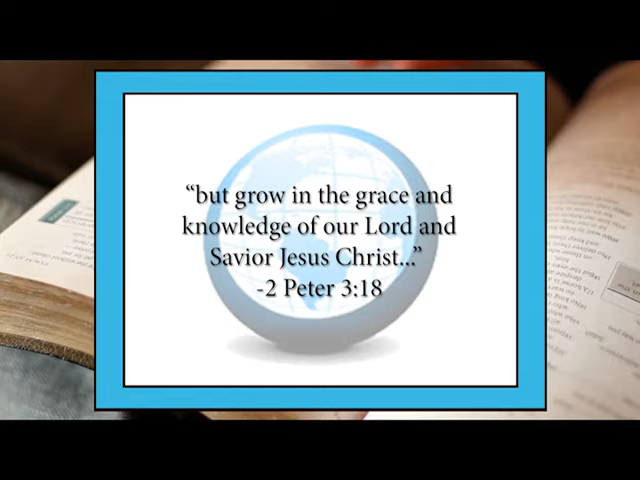 “but grow in the grace and
knowledge of our Lord and
Savior Jesus Christ...”
-2 Peter 3:18